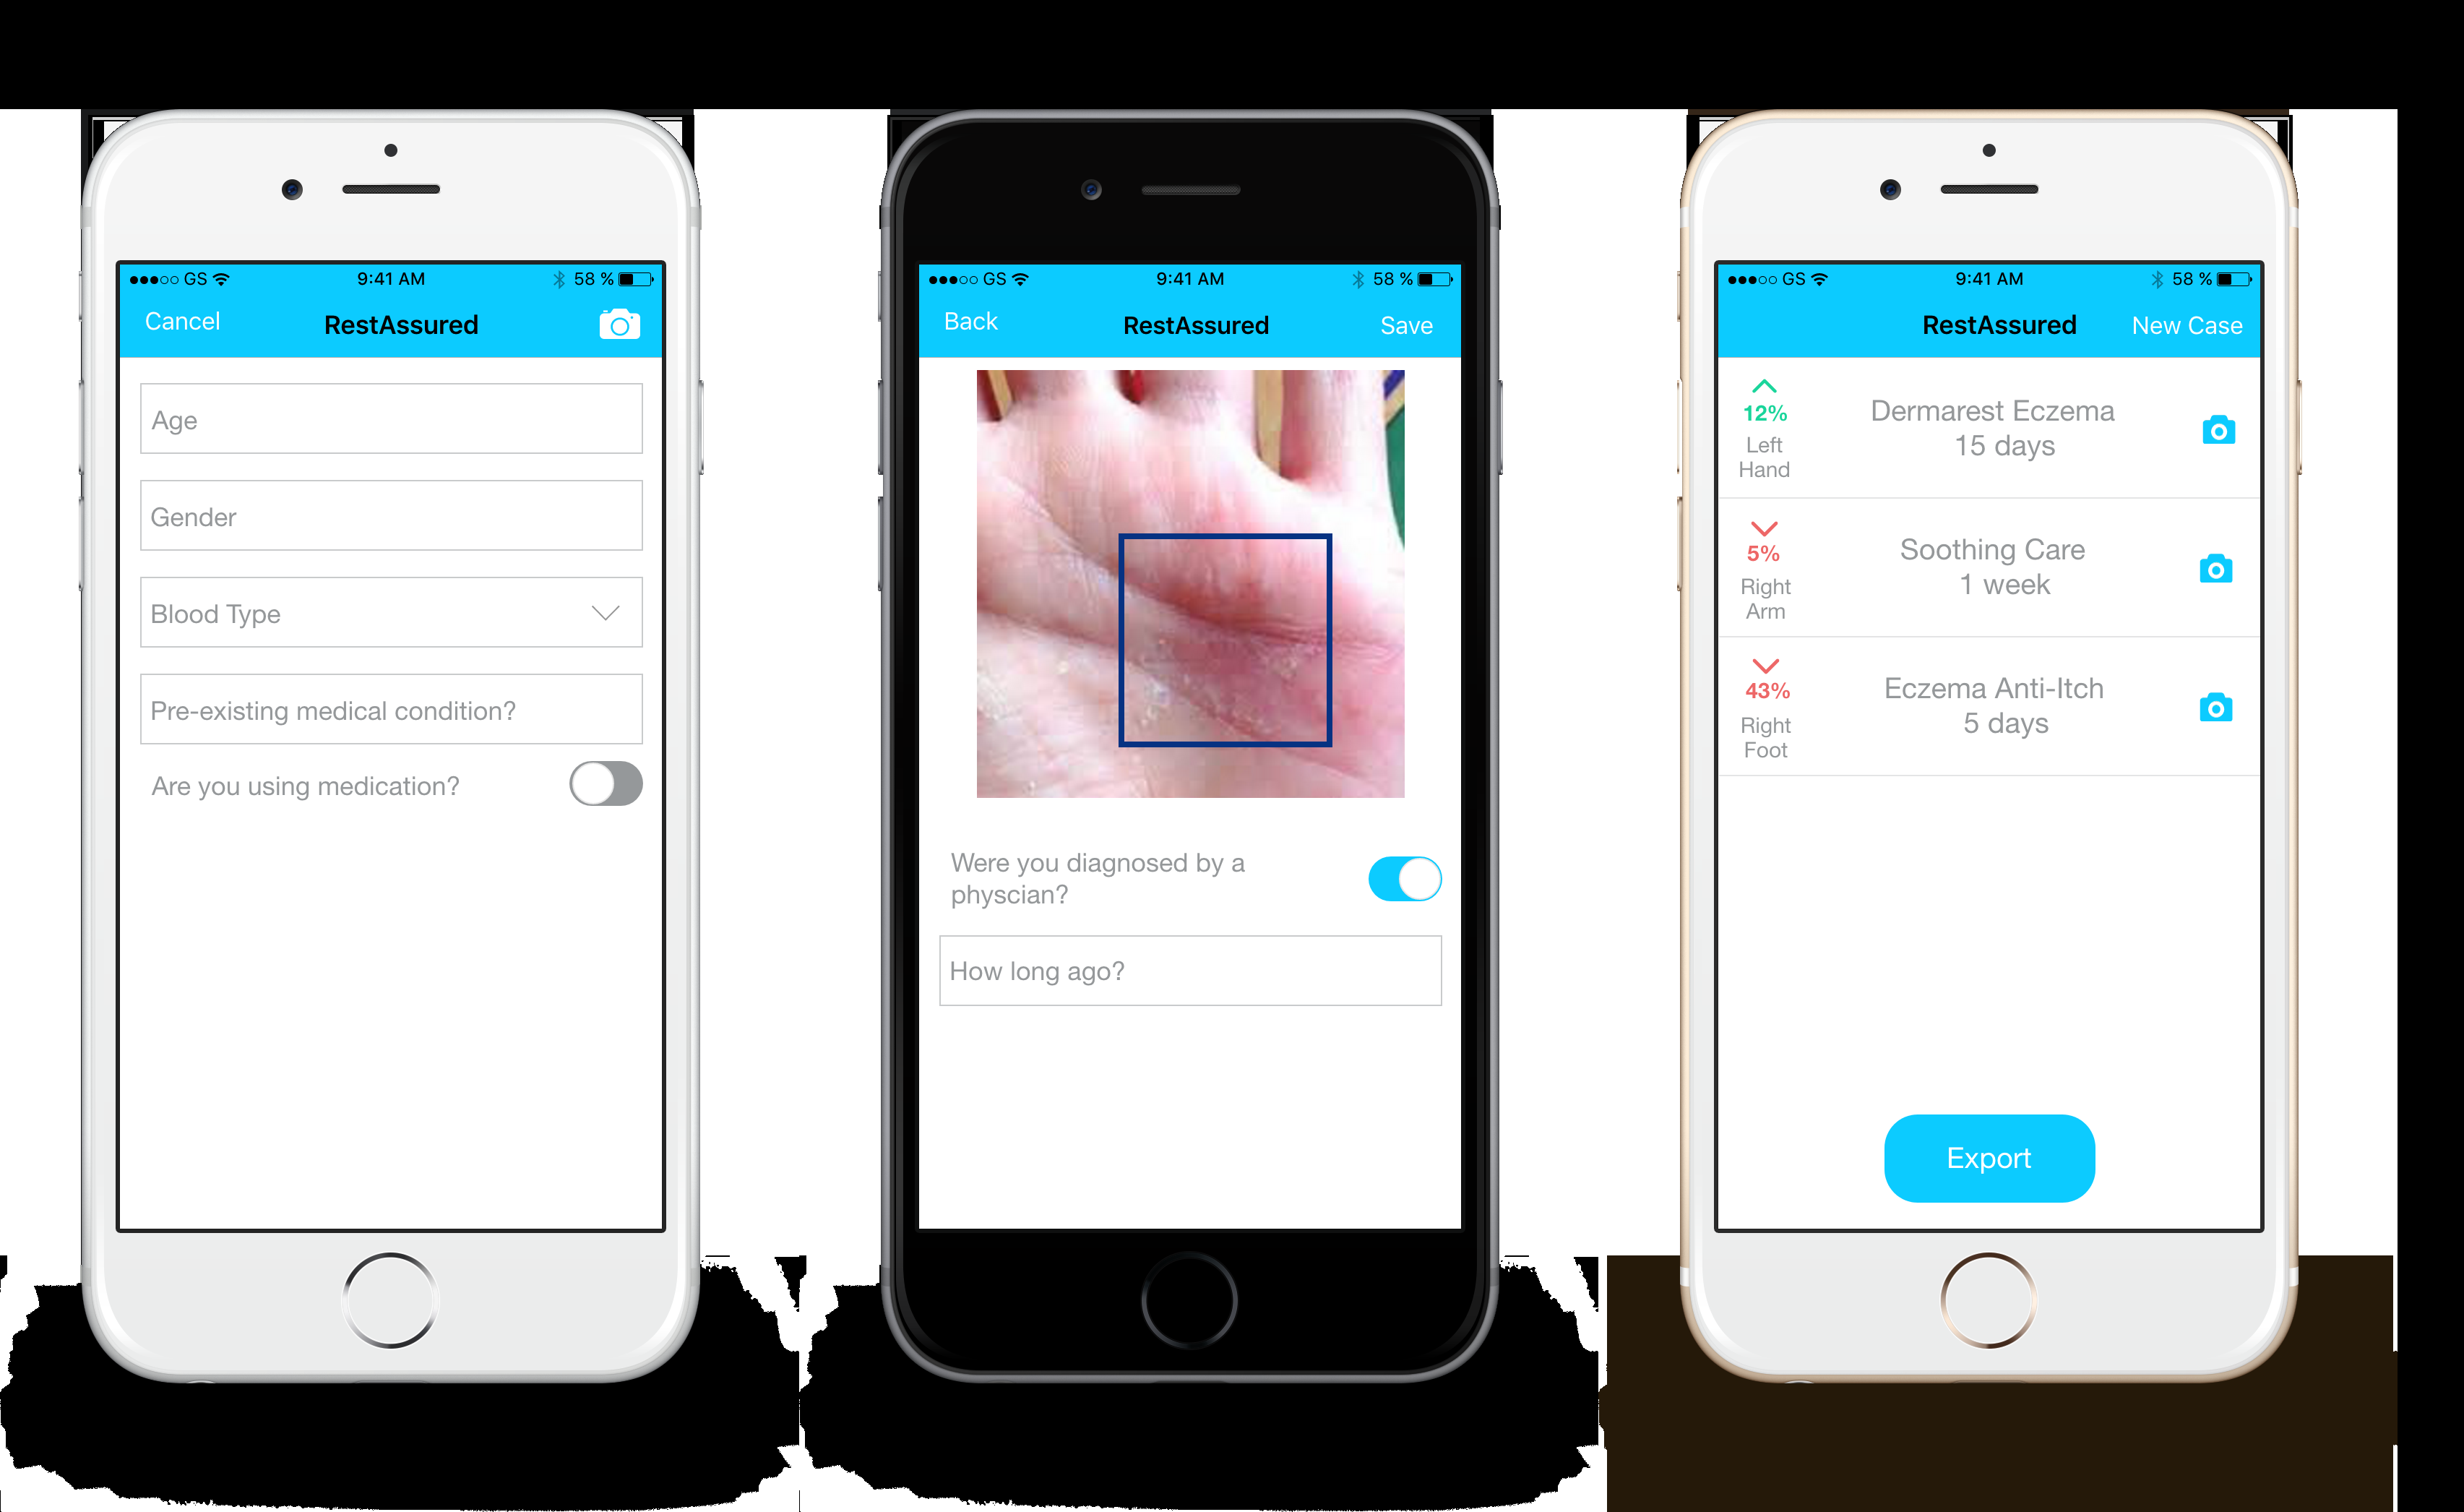 GS 9:41 AM 58 %
Cancel RestAssured
Age
Gender
Blood Type
Pre-existing medical condition?
Are you using medication?
GS 9:41 AM 58 %
Back RestAssured Save
Were you diagnosed by a
physcian?
How long ago?
GS 9:41 AM 58 %
RestAssured New Case
12%
Left
Hand
Dermarest Eczema
15 days
5%
Right
Arm
Soothing Care
1 week
43%
Right
Foot
Eczema Anti-Itch
5 days
Export